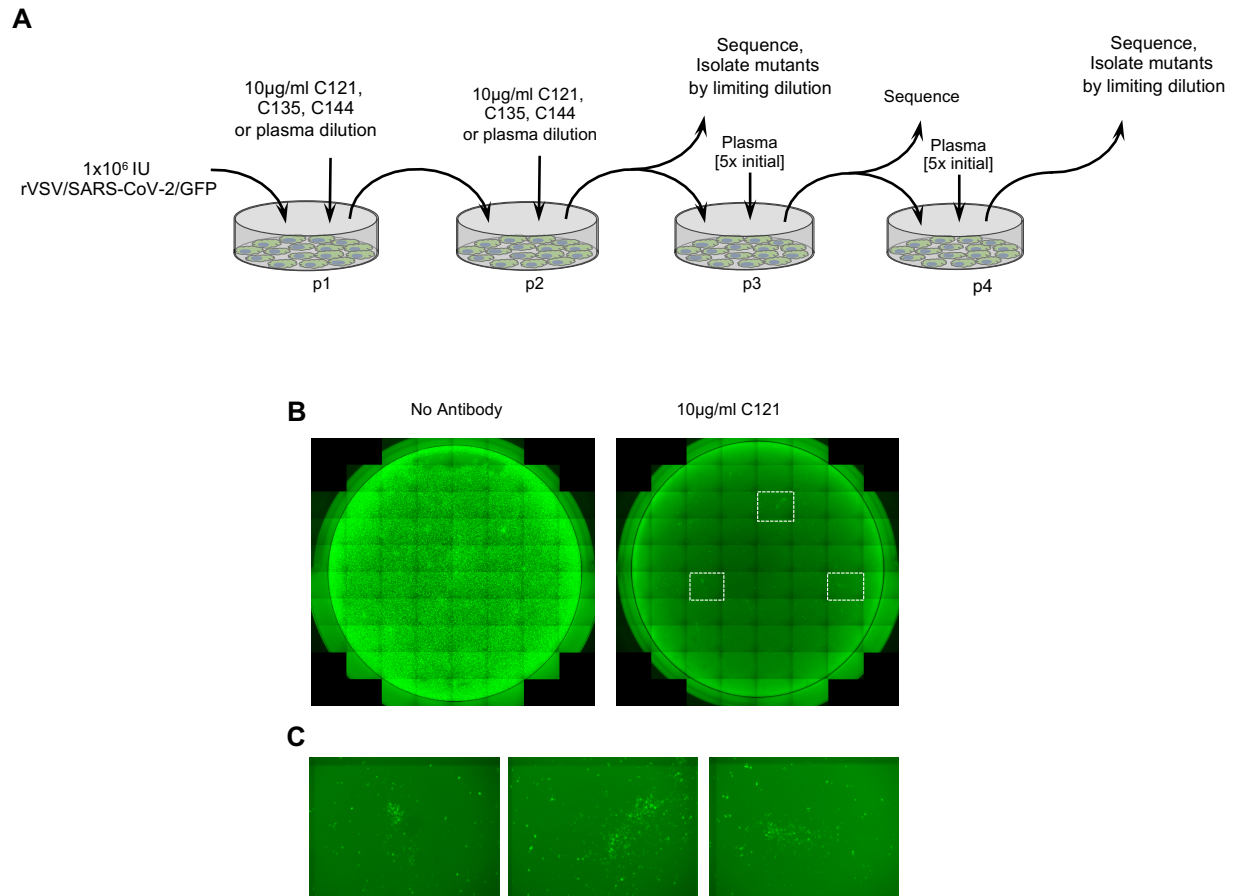 A
1x10⁶ IU
rVSV/SARS-CoV-2/GFP
10µg/ml C121,
C135, C144
or plasma dilution
p1
10µg/ml C121,
C135, C144
or plasma dilution
p2
Sequence,
Isolate mutants
by limiting dilution
Plasma
[5x initial]
p3
Sequence
Plasma
[5x initial]
p4
Sequence,
Isolate mutants
by limiting dilution
B
No Antibody
10µg/ml C121
C